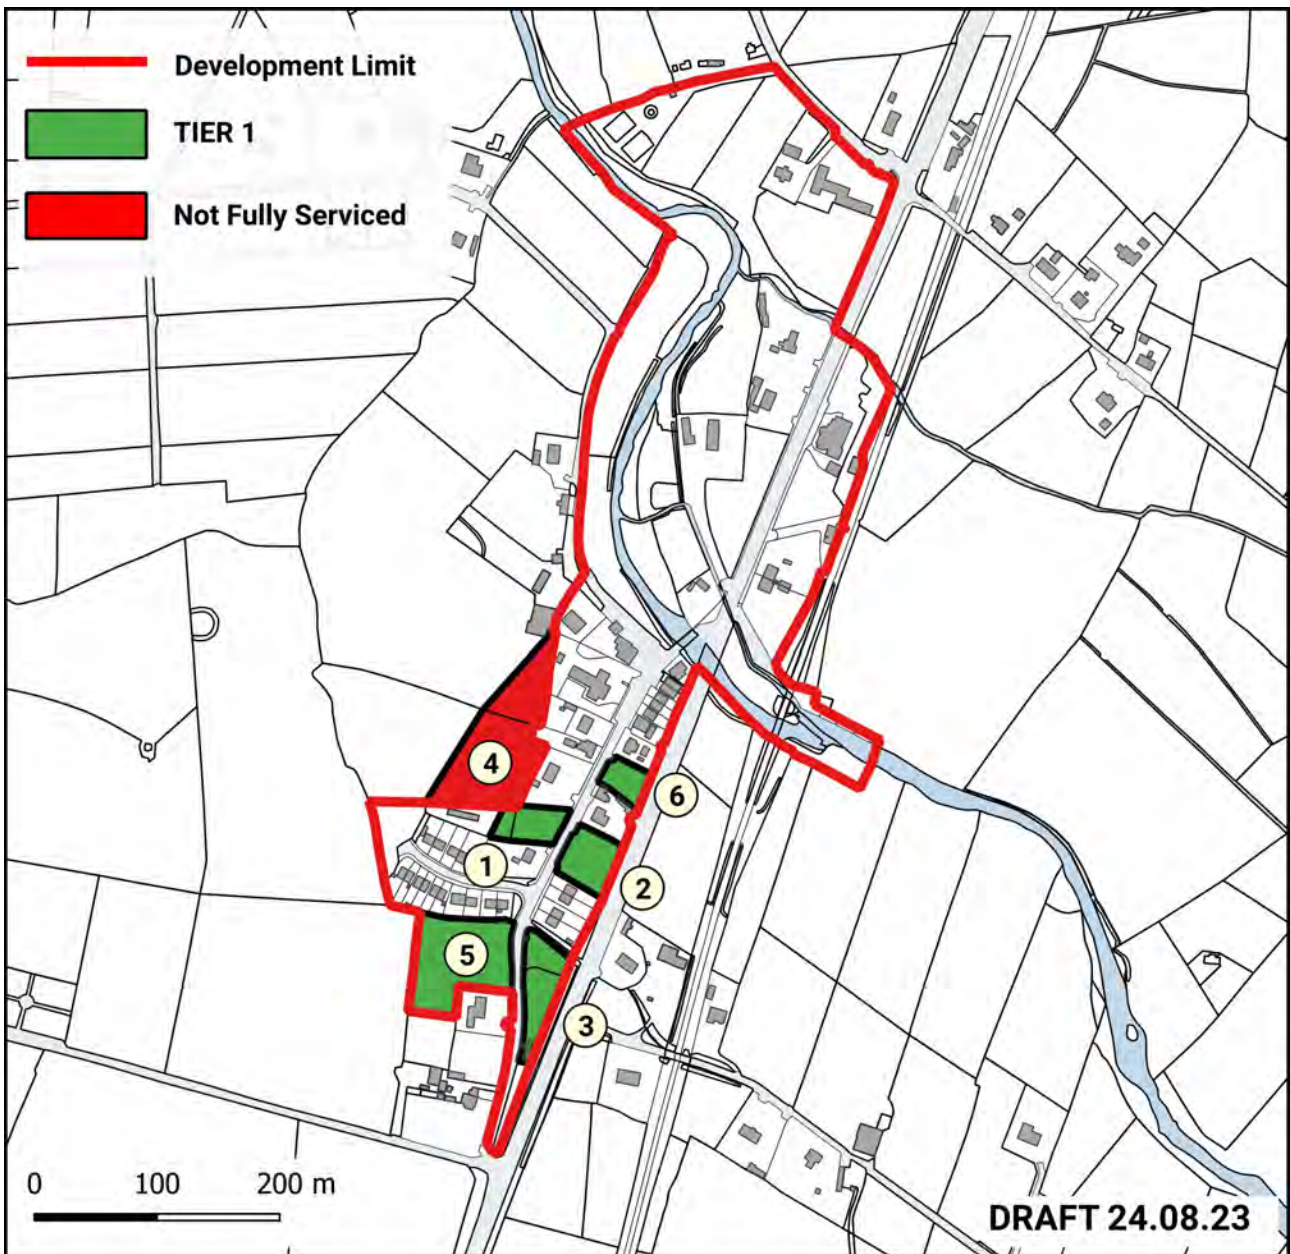 Development Limit
TIER 1
Not Fully Serviced
4
6
1
2
5
3
0 100 200 m
DRAFT 24.08.23